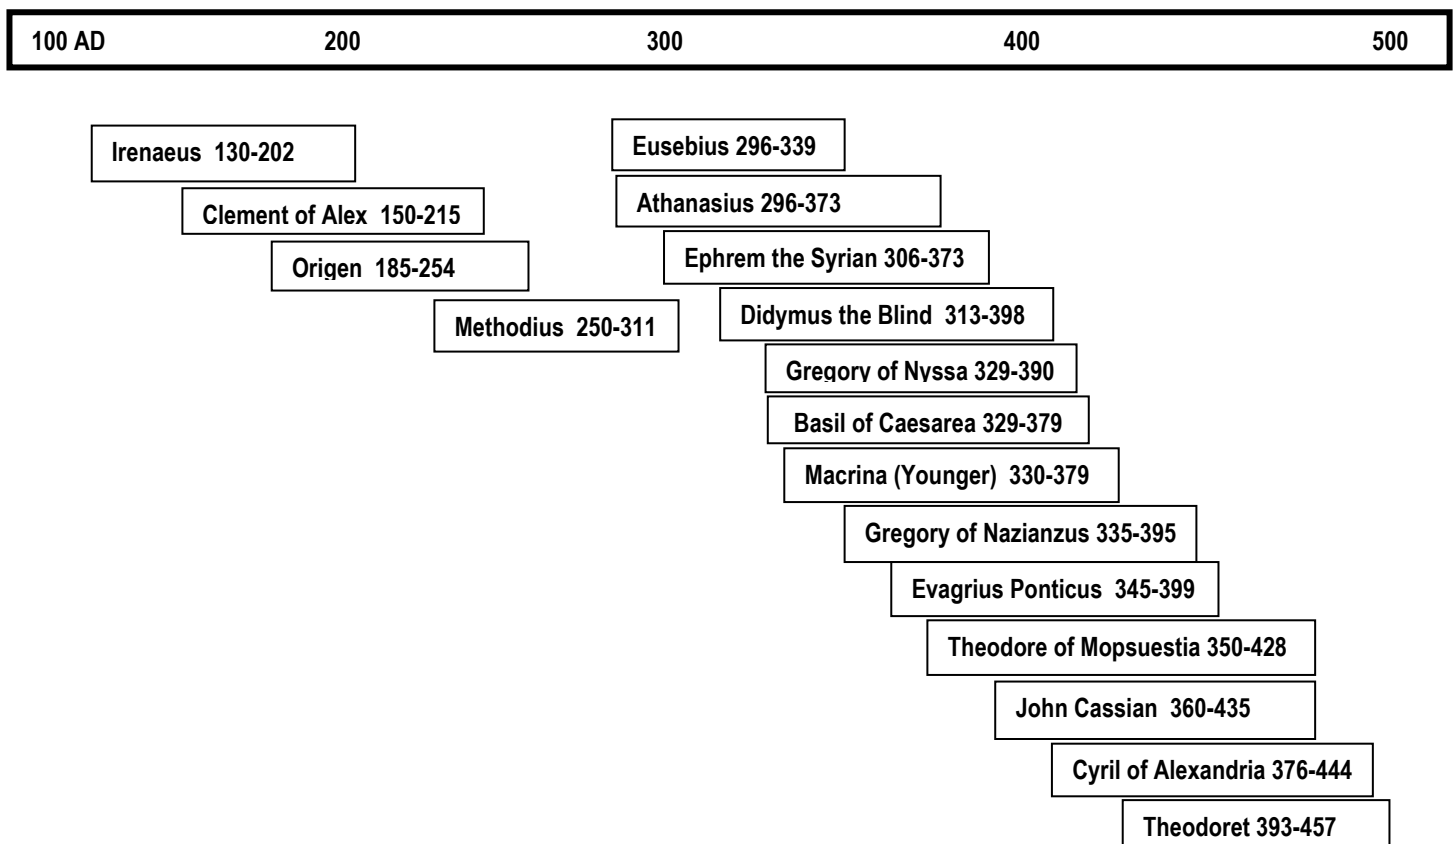 100 AD 200 300 400 500
Irenaeus 130-202
Eusebius 296-339
Clement of Alex 150-215
Athanasius 296-373
Origen 185-254
Ephrem the Syrian 306-373
Methodius 250-311
Didymus the Blind 313-398
Gregory of Nyssa 329-390
Basil of Caesarea 329-379
Macrina (Younger) 330-379
Gregory of Nazianzus 335-395
Evagrius Ponticus 345-399
Theodore of Mopsuestia 350-428
John Cassian 360-435
Cyril of Alexandria 376-444
Theodoret 393-457